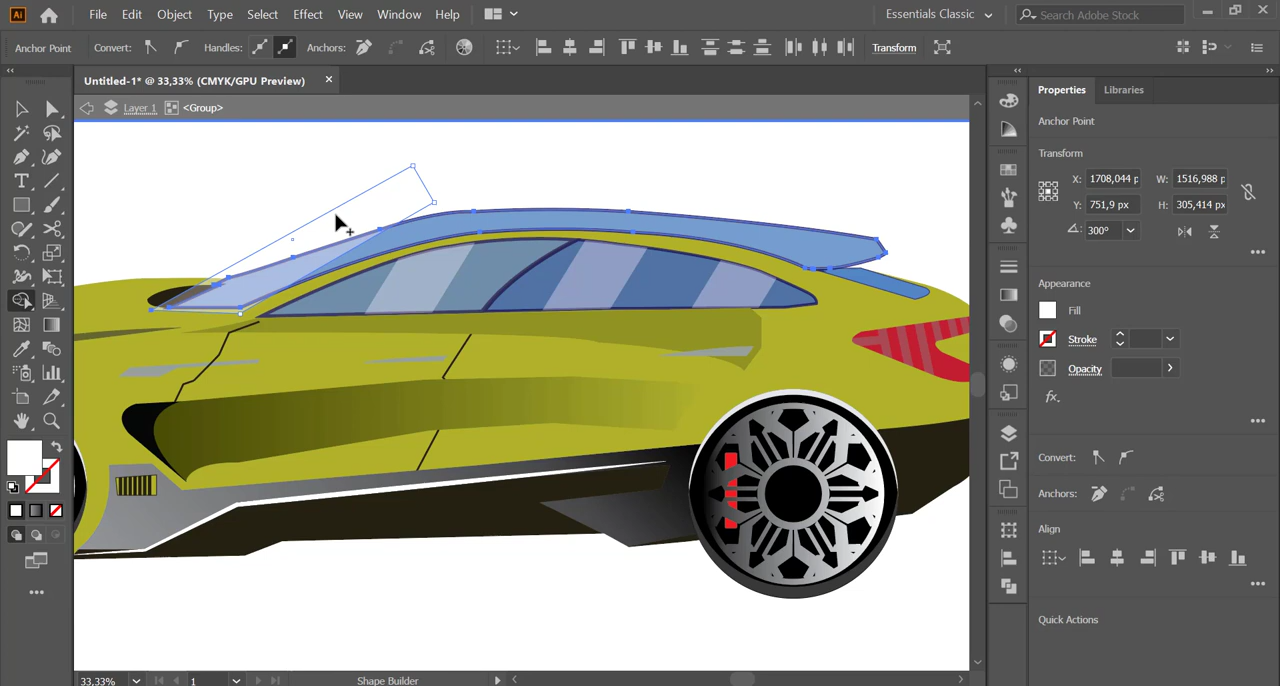 Ai File Edit Object Type Select Effect View Window Help Essentials Classic Search Adobe Stock
Anchor Point Convert: Handles: Anchors: Transform
Untitled-1* @ 33,33% (CMYK/GPU Preview) ×
Layer 1 <Group>
Properties Libraries
Anchor Point
Transform
X: 1708,044 p W: 1516,988 p
Y: 751,9 px H: 305,414 px
300°
Appearance
Fill
Stroke
Opacity
fx.
Convert:
Anchors:
Align
Quick Actions
33,33% 1 Shape Builder